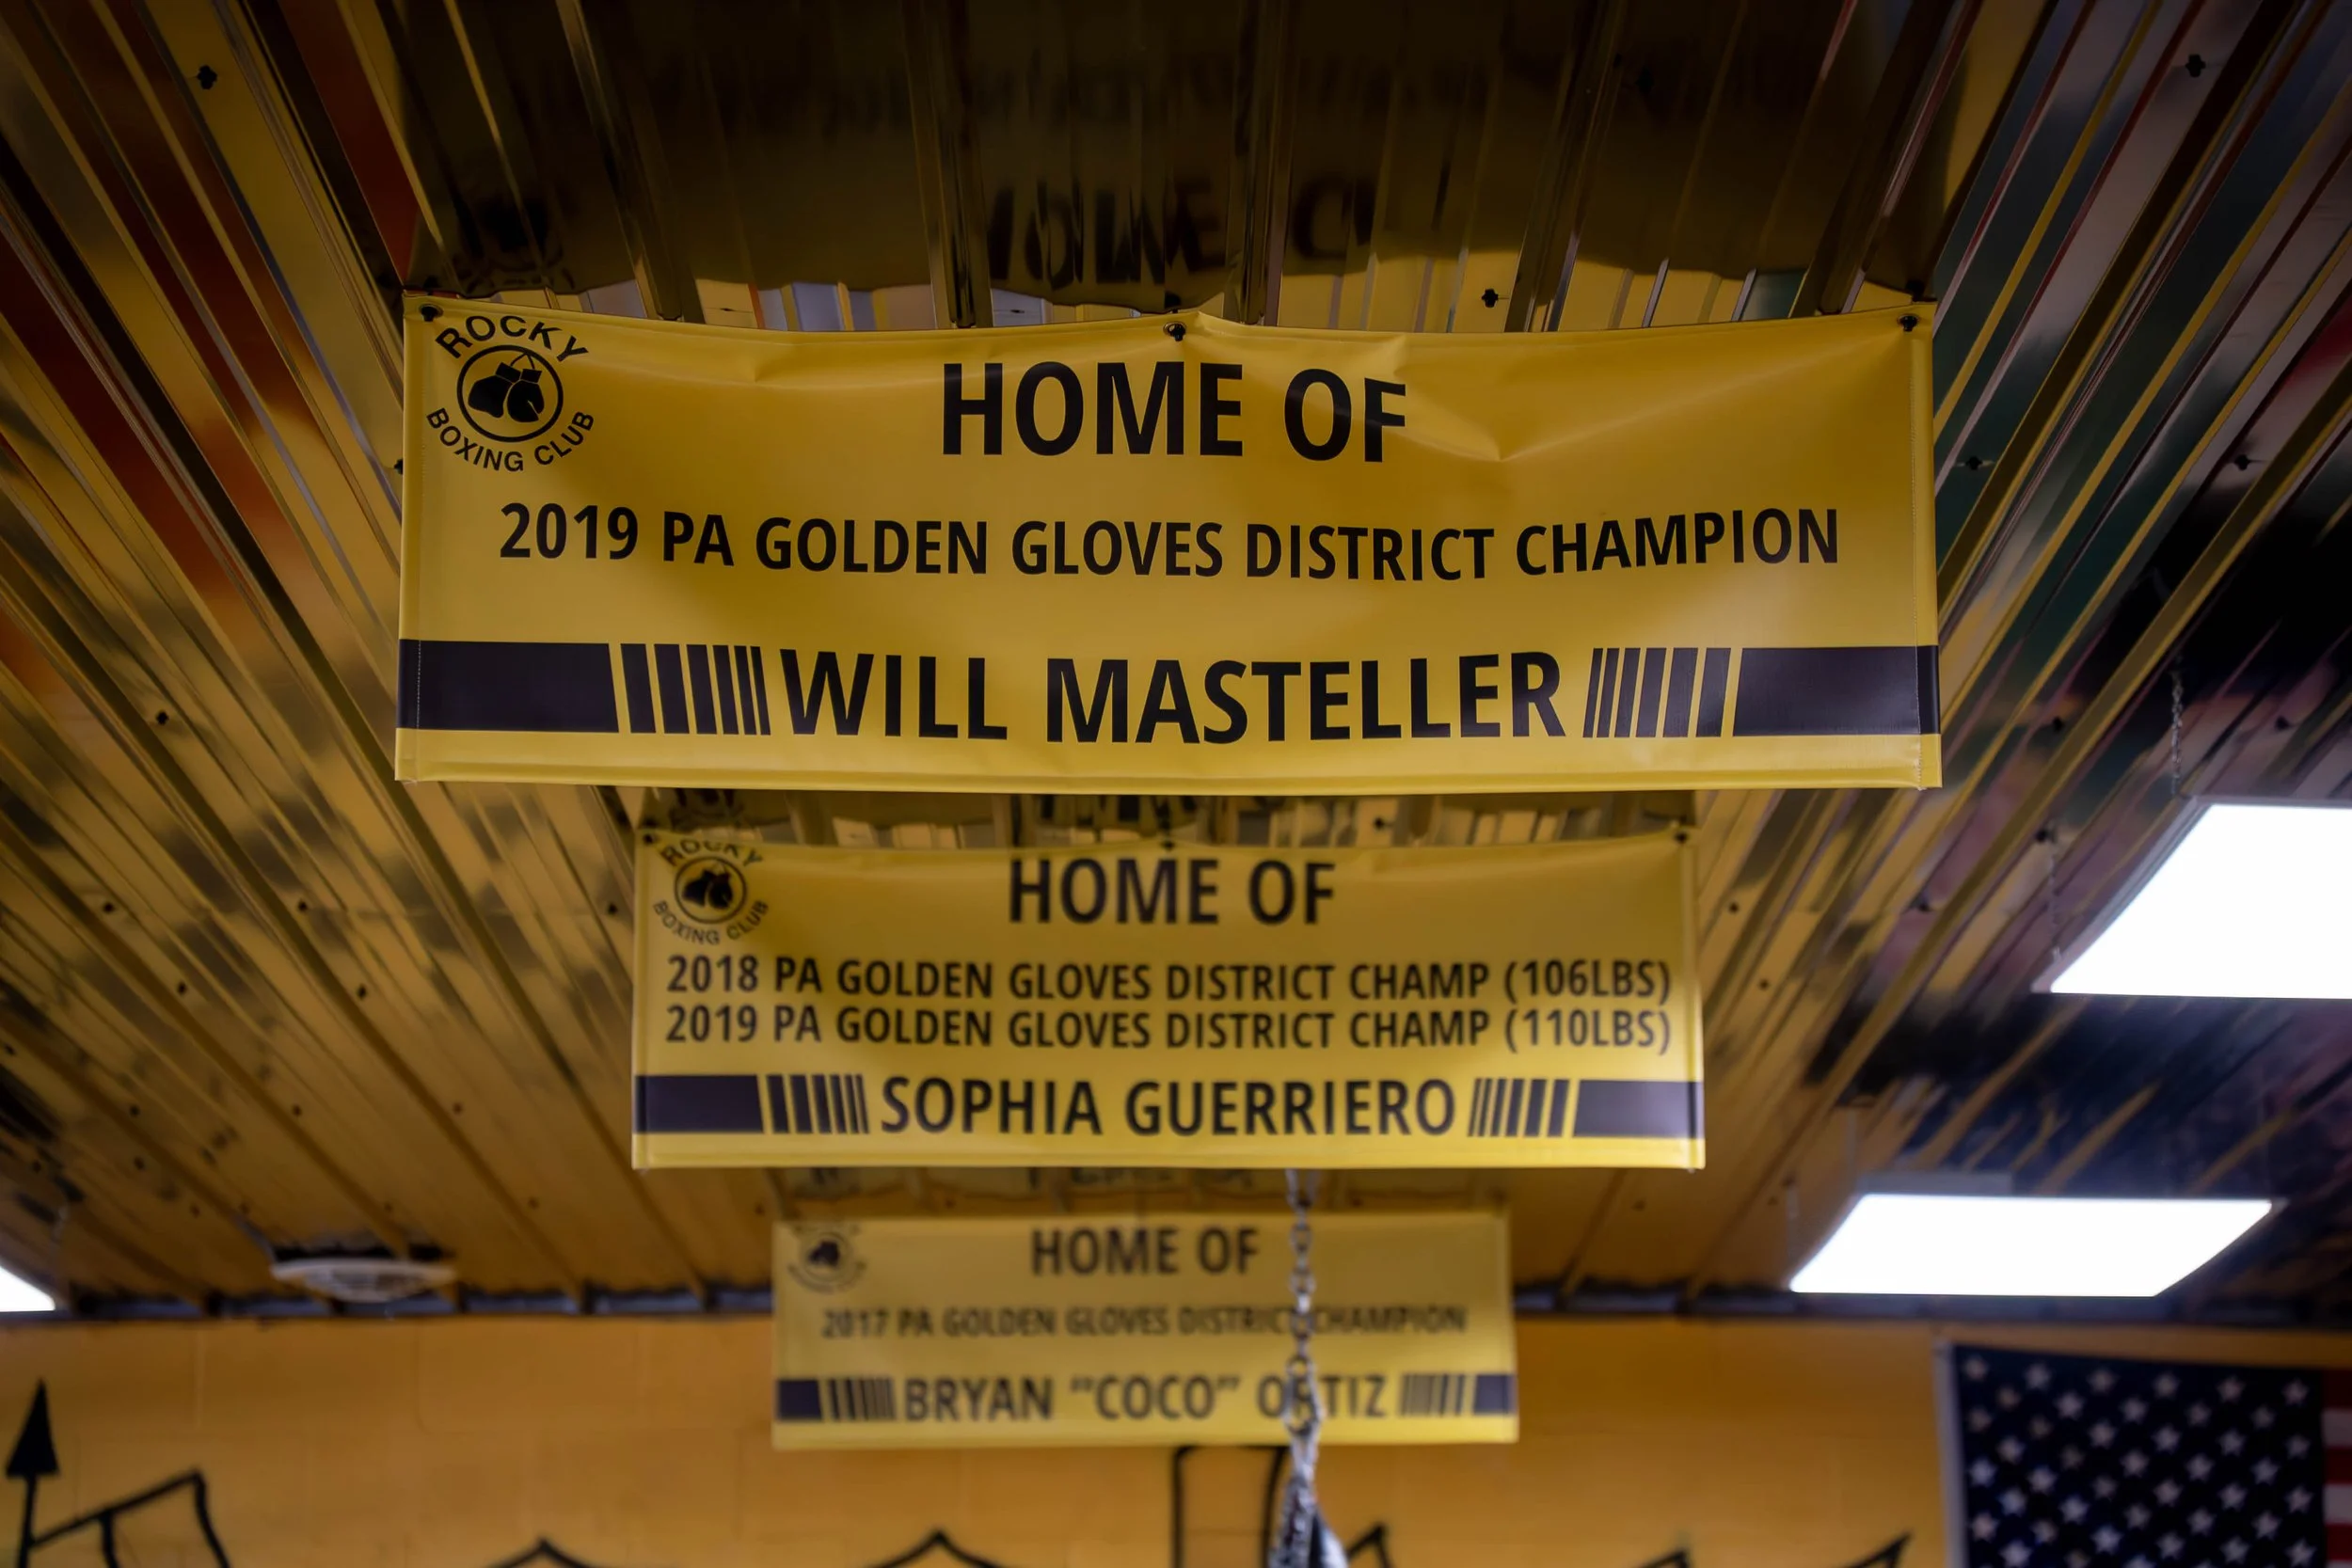 ROCKY
BOXING CLUB
HOME OF
2019 PA GOLDEN GLOVES DISTRICT CHAMPION
WILL MASTELLER
ROCKY
BOXING CLUB
HOME OF
2018 PA GOLDEN GLOVES DISTRICT CHAMP (106LBS)
2019 PA GOLDEN GLOVES DISTRICT CHAMP (110LBS)
SOPHIA GUERRIERO
HOME OF
2017 PA GOLDEN GLOVES DISTRICT CHAMPION
BRYAN "COCO" ORTIZ